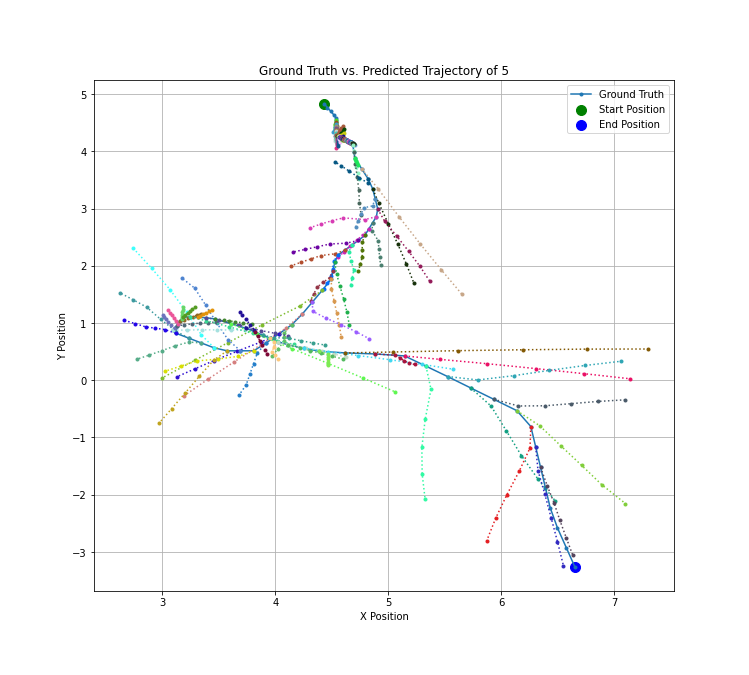 Ground Truth vs. Predicted Trajectory of 5
Ground Truth
Start Position
End Position
5
4
3
2
1
0
−1
−2
−3
Y Position
3 4 5 6 7
X Position